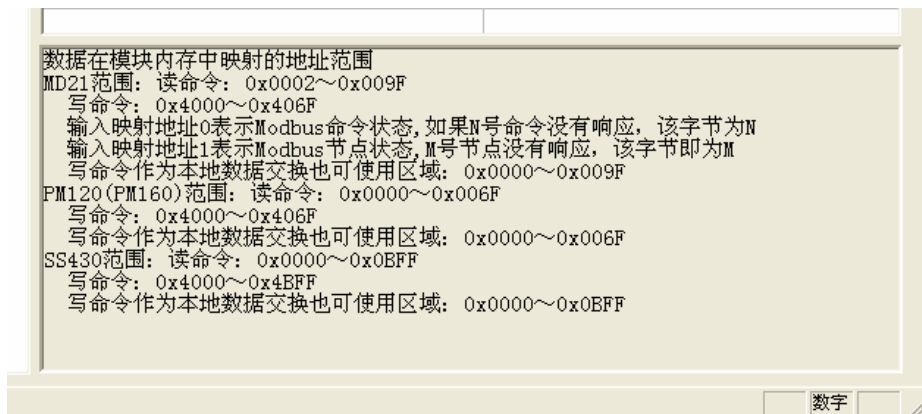 数据在模块内存中映射的地址范围
MD21范围: 读命令: 0x0002～0x009F
写命令: 0x4000～0x406F
输入映射地址0表示Modbus命令状态,如果N号命令没有响应, 该字节为N
输入映射地址1表示Modbus节点状态,M号节点没有响应, 该字节即为M
写命令作为本地数据交换也可使用区域: 0x0000～0x009F
PM120(PM160)范围: 读命令: 0x0000～0x006F
写命令: 0x4000～0x406F
写命令作为本地数据交换也可使用区域: 0x0000～0x006F
SS430范围: 读命令: 0x0000～0x0BFF
写命令: 0x4000～0x4BFF
写命令作为本地数据交换也可使用区域: 0x0000～0x0BFF
数字